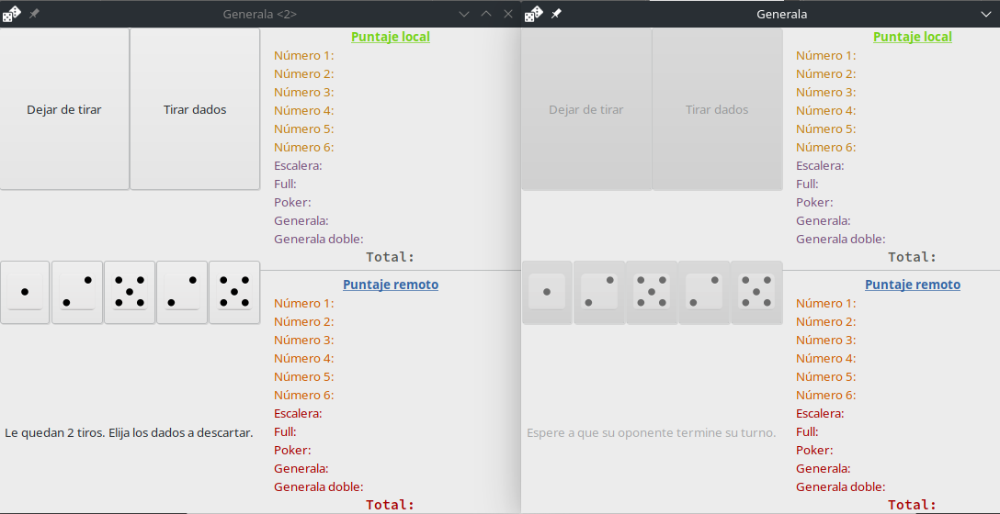 Generala <2>
Dejar de tirar
Tirar dados
Le quedan 2 tiros. Elija los dados a descartar.
Puntaje local
Número 1:
Número 2:
Número 3:
Número 4:
Número 5:
Número 6:
Escalera:
Full:
Poker:
Generala:
Generala doble:
Total:
Puntaje remoto
Número 1:
Número 2:
Número 3:
Número 4:
Número 5:
Número 6:
Escalera:
Full:
Poker:
Generala:
Generala doble:
Total:
Generala
Dejar de tirar
Tirar dados
Espere a que su oponente termine su turno.
Puntaje local
Número 1:
Número 2:
Número 3:
Número 4:
Número 5:
Número 6:
Escalera:
Full:
Poker:
Generala:
Generala doble:
Total:
Puntaje remoto
Número 1:
Número 2:
Número 3:
Número 4:
Número 5:
Número 6:
Escalera:
Full:
Poker:
Generala:
Generala doble:
Total: